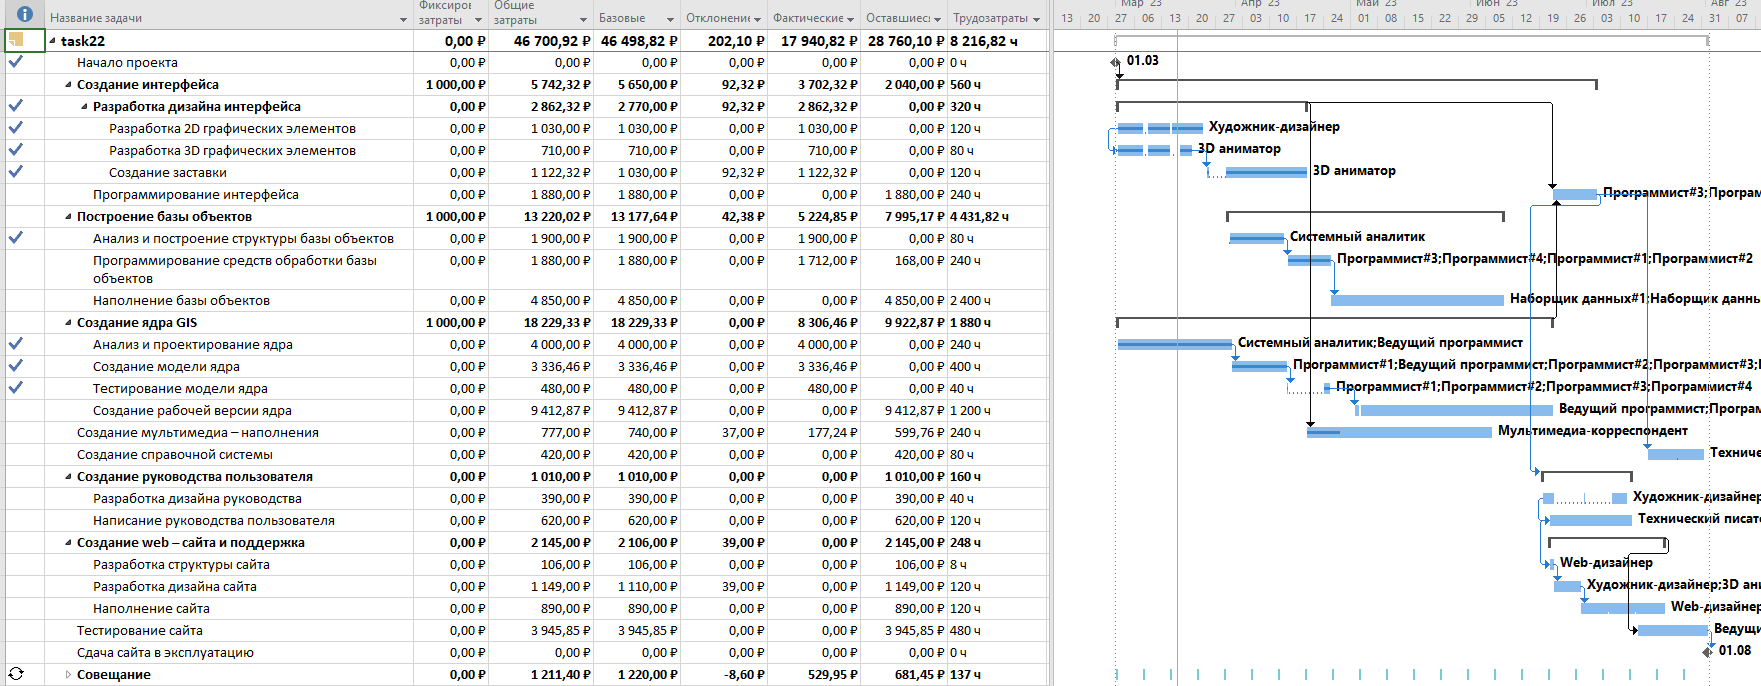 Фиксиров Общие Мар '23 Апр '23 Май '23 Июн '23 Июл '23 Авг '23
Название задачи затраты затраты Базовые Отклонение Фактические Оставшиеся Трудозатраты 13 20 27 06 13 20 27 03 10 17 24 01 08 15 22 29 05 12 19 26 03 10 17 24 31 07
task22 0,00 ₽ 46 700,92 ₽ 46 498,82 ₽ 202,10 ₽ 17 940,82 ₽ 28 760,10 ₽ 8 216,82 ч
Начало проекта 0,00 ₽ 0,00 ₽ 0,00 ₽ 0,00 ₽ 0,00 ₽ 0,00 ₽ 0 ч 01.03
Создание интерфейса 1 000,00 ₽ 5 742,32 ₽ 5 650,00 ₽ 92,32 ₽ 3 702,32 ₽ 2 040,00 ₽ 560 ч
Разработка дизайна интерфейса 0,00 ₽ 2 862,32 ₽ 2 770,00 ₽ 92,32 ₽ 2 862,32 ₽ 0,00 ₽ 320 ч
Разработка 2D графических элементов 0,00 ₽ 1 030,00 ₽ 1 030,00 ₽ 0,00 ₽ 1 030,00 ₽ 0,00 ₽ 120 ч Художник-дизайнер
Разработка 3D графических элементов 0,00 ₽ 710,00 ₽ 710,00 ₽ 0,00 ₽ 710,00 ₽ 0,00 ₽ 80 ч 3D аниматор
Создание заставки 0,00 ₽ 1 122,32 ₽ 1 030,00 ₽ 92,32 ₽ 1 122,32 ₽ 0,00 ₽ 120 ч 3D аниматор
Программирование интерфейса 0,00 ₽ 1 880,00 ₽ 1 880,00 ₽ 0,00 ₽ 0,00 ₽ 1 880,00 ₽ 240 ч Программист#3;Програм
Построение базы объектов 1 000,00 ₽ 13 220,02 ₽ 13 177,64 ₽ 42,38 ₽ 5 224,85 ₽ 7 995,17 ₽ 4 431,82 ч
Анализ и построение структуры базы объектов 0,00 ₽ 1 900,00 ₽ 1 900,00 ₽ 0,00 ₽ 1 900,00 ₽ 0,00 ₽ 80 ч Системный аналитик
Программирование средств обработки базы 0,00 ₽ 1 880,00 ₽ 1 880,00 ₽ 0,00 ₽ 1 712,00 ₽ 168,00 ₽ 240 ч Программист#3;Программист#4;Программист#1;Программист#2
объектов
Наполнение базы объектов 0,00 ₽ 4 850,00 ₽ 4 850,00 ₽ 0,00 ₽ 0,00 ₽ 4 850,00 ₽ 2 400 ч Наборщик данных#1;Наборщик данны
Создание ядра GIS 1 000,00 ₽ 18 229,33 ₽ 18 229,33 ₽ 0,00 ₽ 8 306,46 ₽ 9 922,87 ₽ 1 880 ч
Анализ и проектирование ядра 0,00 ₽ 4 000,00 ₽ 4 000,00 ₽ 0,00 ₽ 4 000,00 ₽ 0,00 ₽ 240 ч Системный аналитик;Ведущий программист
Создание модели ядра 0,00 ₽ 3 336,46 ₽ 3 336,46 ₽ 0,00 ₽ 3 336,46 ₽ 0,00 ₽ 400 ч Программист#1;Ведущий программист;Программист#2;Программист#3;
Тестирование модели ядра 0,00 ₽ 480,00 ₽ 480,00 ₽ 0,00 ₽ 480,00 ₽ 0,00 ₽ 40 ч Программист#1;Программист#2;Программист#3;Программист#4
Создание рабочей версии ядра 0,00 ₽ 9 412,87 ₽ 9 412,87 ₽ 0,00 ₽ 0,00 ₽ 9 412,87 ₽ 1 200 ч Ведущий программист;Програ
Создание мультимедиа – наполнения 0,00 ₽ 777,00 ₽ 740,00 ₽ 37,00 ₽ 177,24 ₽ 599,76 ₽ 240 ч Мультимедиа-корреспондент
Создание справочной системы 0,00 ₽ 420,00 ₽ 420,00 ₽ 0,00 ₽ 0,00 ₽ 420,00 ₽ 80 ч Техниче
Создание руководства пользователя 0,00 ₽ 1 010,00 ₽ 1 010,00 ₽ 0,00 ₽ 0,00 ₽ 1 010,00 ₽ 160 ч
Разработка дизайна руководства 0,00 ₽ 390,00 ₽ 390,00 ₽ 0,00 ₽ 0,00 ₽ 390,00 ₽ 40 ч Художник-дизайнер
Написание руководства пользователя 0,00 ₽ 620,00 ₽ 620,00 ₽ 0,00 ₽ 0,00 ₽ 620,00 ₽ 120 ч Технический писат
Создание web – сайта и поддержка 0,00 ₽ 2 145,00 ₽ 2 106,00 ₽ 39,00 ₽ 0,00 ₽ 2 145,00 ₽ 248 ч
Разработка структуры сайта 0,00 ₽ 106,00 ₽ 106,00 ₽ 0,00 ₽ 0,00 ₽ 106,00 ₽ 8 ч Web-дизайнер
Разработка дизайна сайта 0,00 ₽ 1 149,00 ₽ 1 110,00 ₽ 39,00 ₽ 0,00 ₽ 1 149,00 ₽ 120 ч Художник-дизайнер;3D ани
Наполнение сайта 0,00 ₽ 890,00 ₽ 890,00 ₽ 0,00 ₽ 0,00 ₽ 890,00 ₽ 120 ч Web-дизайнер
Тестирование сайта 0,00 ₽ 3 945,85 ₽ 3 945,85 ₽ 0,00 ₽ 0,00 ₽ 3 945,85 ₽ 480 ч Ведущи
Сдача сайта в эксплуатацию 0,00 ₽ 0,00 ₽ 0,00 ₽ 0,00 ₽ 0,00 ₽ 0,00 ₽ 0 ч 01.08
Совещание 0,00 ₽ 1 211,40 ₽ 1 220,00 ₽ -8,60 ₽ 529,95 ₽ 681,45 ₽ 137 ч